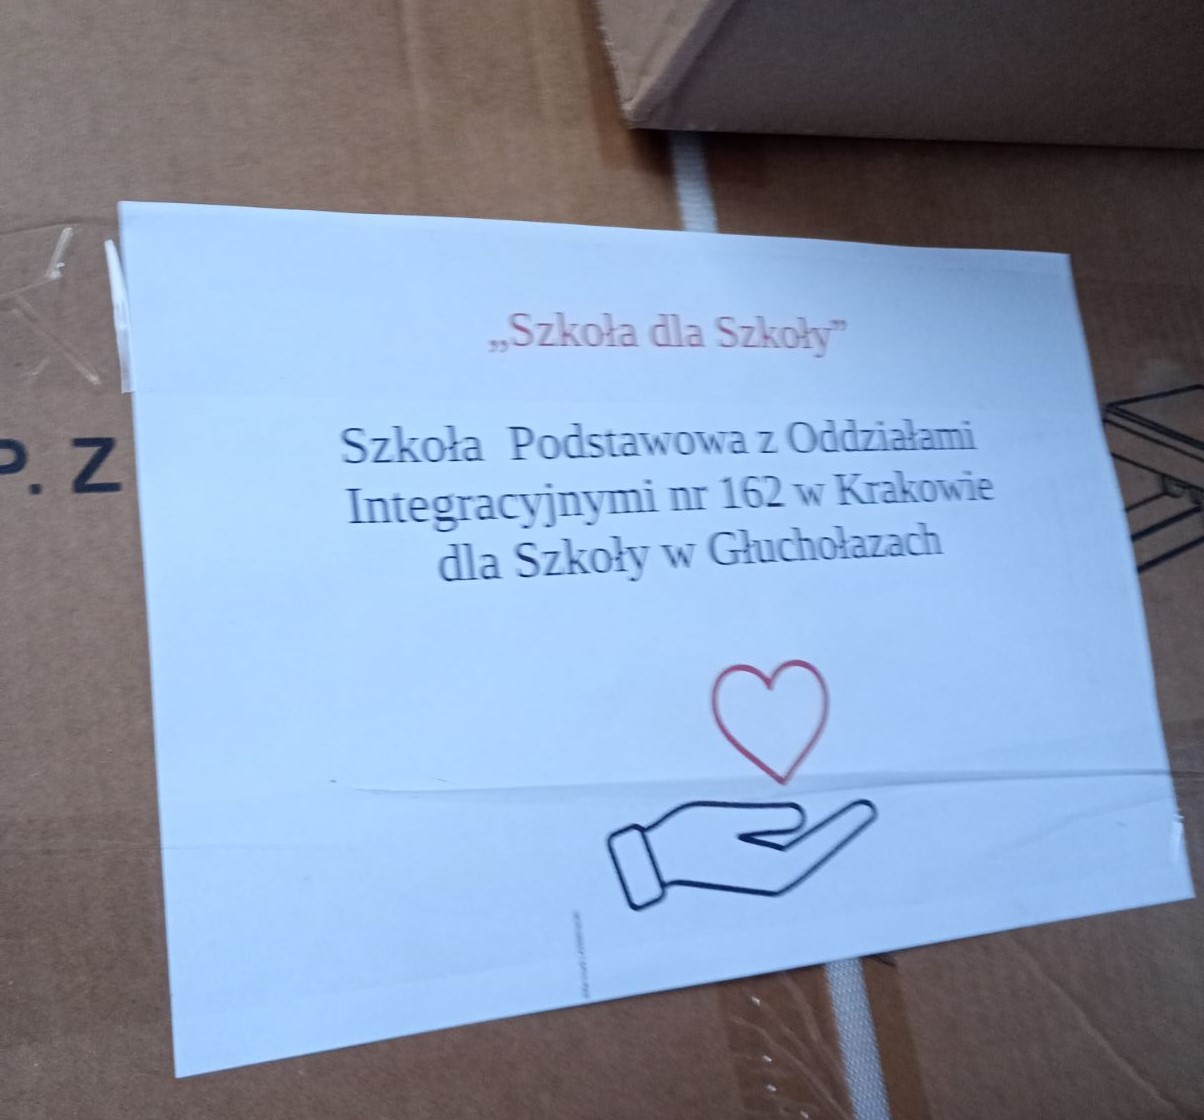 „Szkoła dla Szkoły”
P. Z
Szkoła Podstawowa z Oddziałami
Integracyjnymi nr 162 w Krakowie
dla Szkoły w Głuchołazach